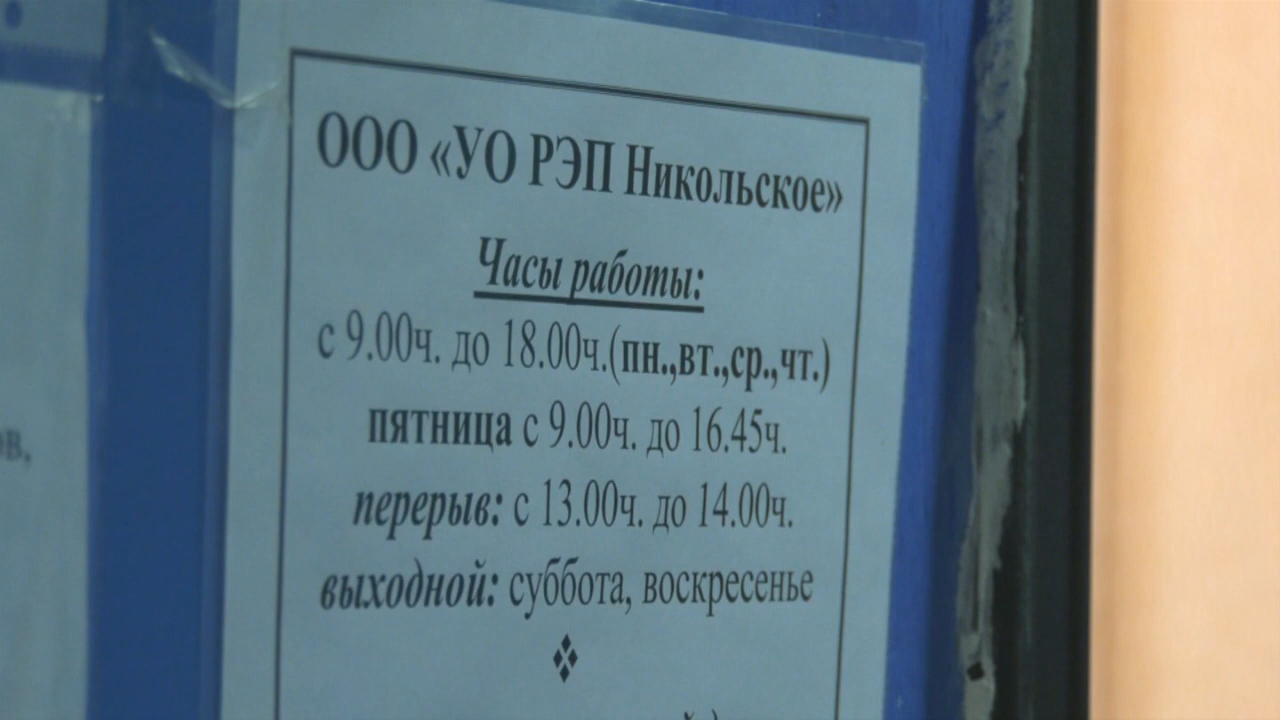 ООО «УО РЭП Никольское»
Часы работы:
с 9.00ч. до 18.00ч.(пн.,вт.,ср.,чт.)
пятница с 9.00ч. до 16.45ч.
перерыв: с 13.00ч. до 14.00ч.
выходной: суббота, воскресенье